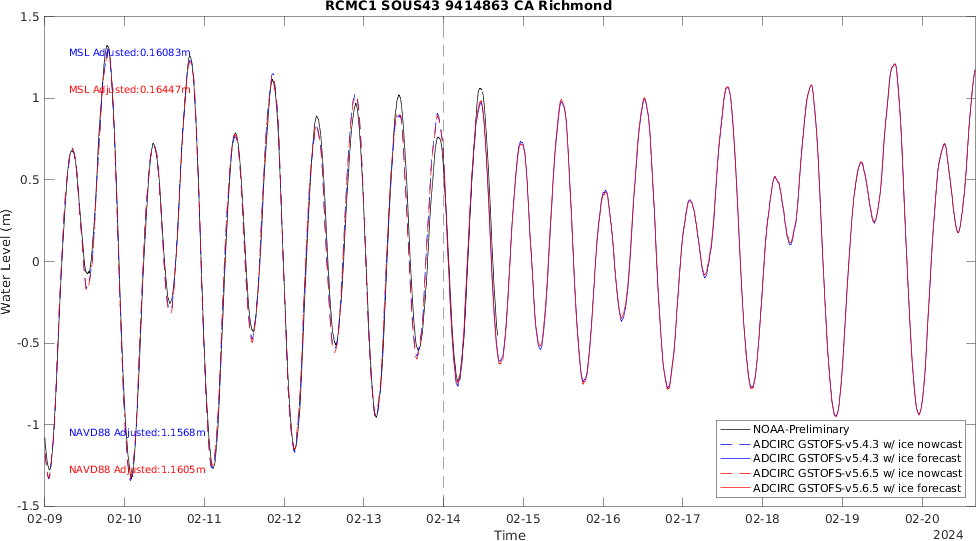 RCMC1 SOUS43 9414863 CA Richmond
1.5
MSL Adjusted:0.16083m
1
MSL Adjusted:0.16447m
0.5
Water Level (m)
0
-0.5
-1
NAVD88 Adjusted:1.1568m
NAVD88 Adjusted:1.1605m
-1.5
NOAA-Preliminary
ADCIRC GSTOFS-v5.4.3 w/ ice nowcast
ADCIRC GSTOFS-v5.4.3 w/ ice forecast
ADCIRC GSTOFS-v5.6.5 w/ ice nowcast
ADCIRC GSTOFS-v5.6.5 w/ ice forecast
02-09 02-10 02-11 02-12 02-13 02-14 02-15 02-16 02-17 02-18 02-19 02-20
Time
2024